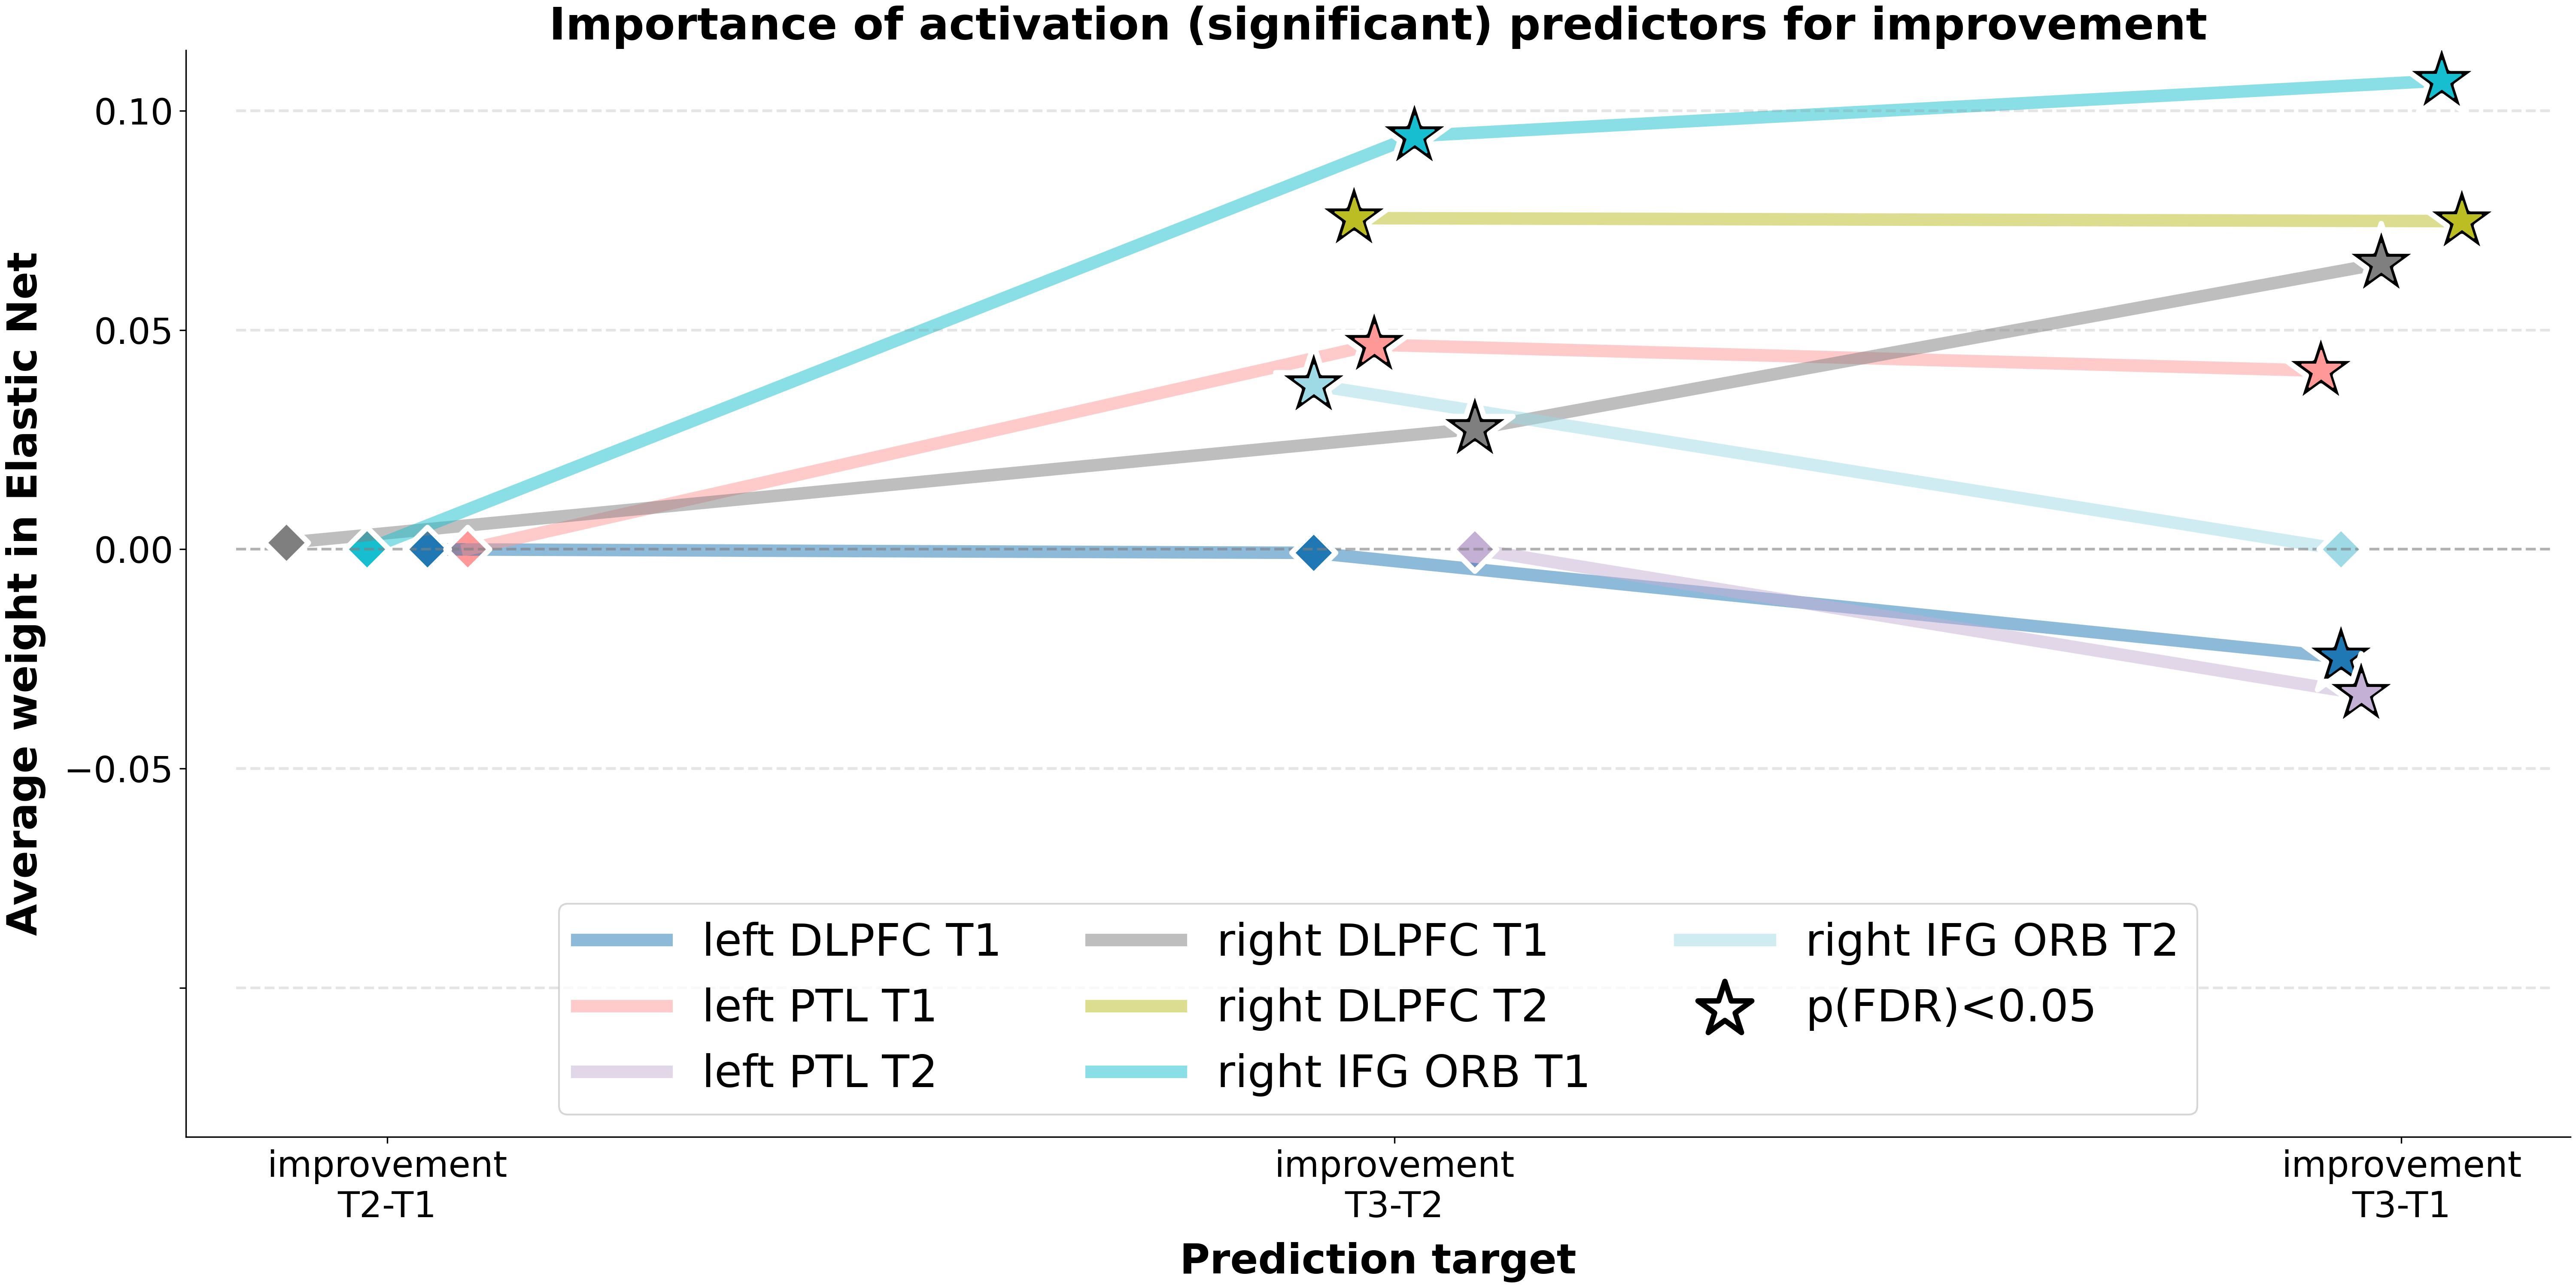 Importance of activation (significant) predictors for improvement
Average weight in Elastic Net
0.10
0.05
0.00
−0.05
left DLPFC T1
left PTL T1
left PTL T2
right DLPFC T1
right DLPFC T2
right IFG ORB T1
right IFG ORB T2
p(FDR)<0.05
improvement
T2-T1
improvement
T3-T2
improvement
T3-T1
Prediction target